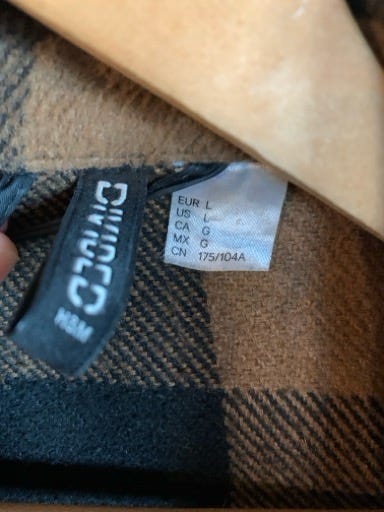 DIVIDED
H&M
EUR L
US L
CA G
MX G
CN 175/104A